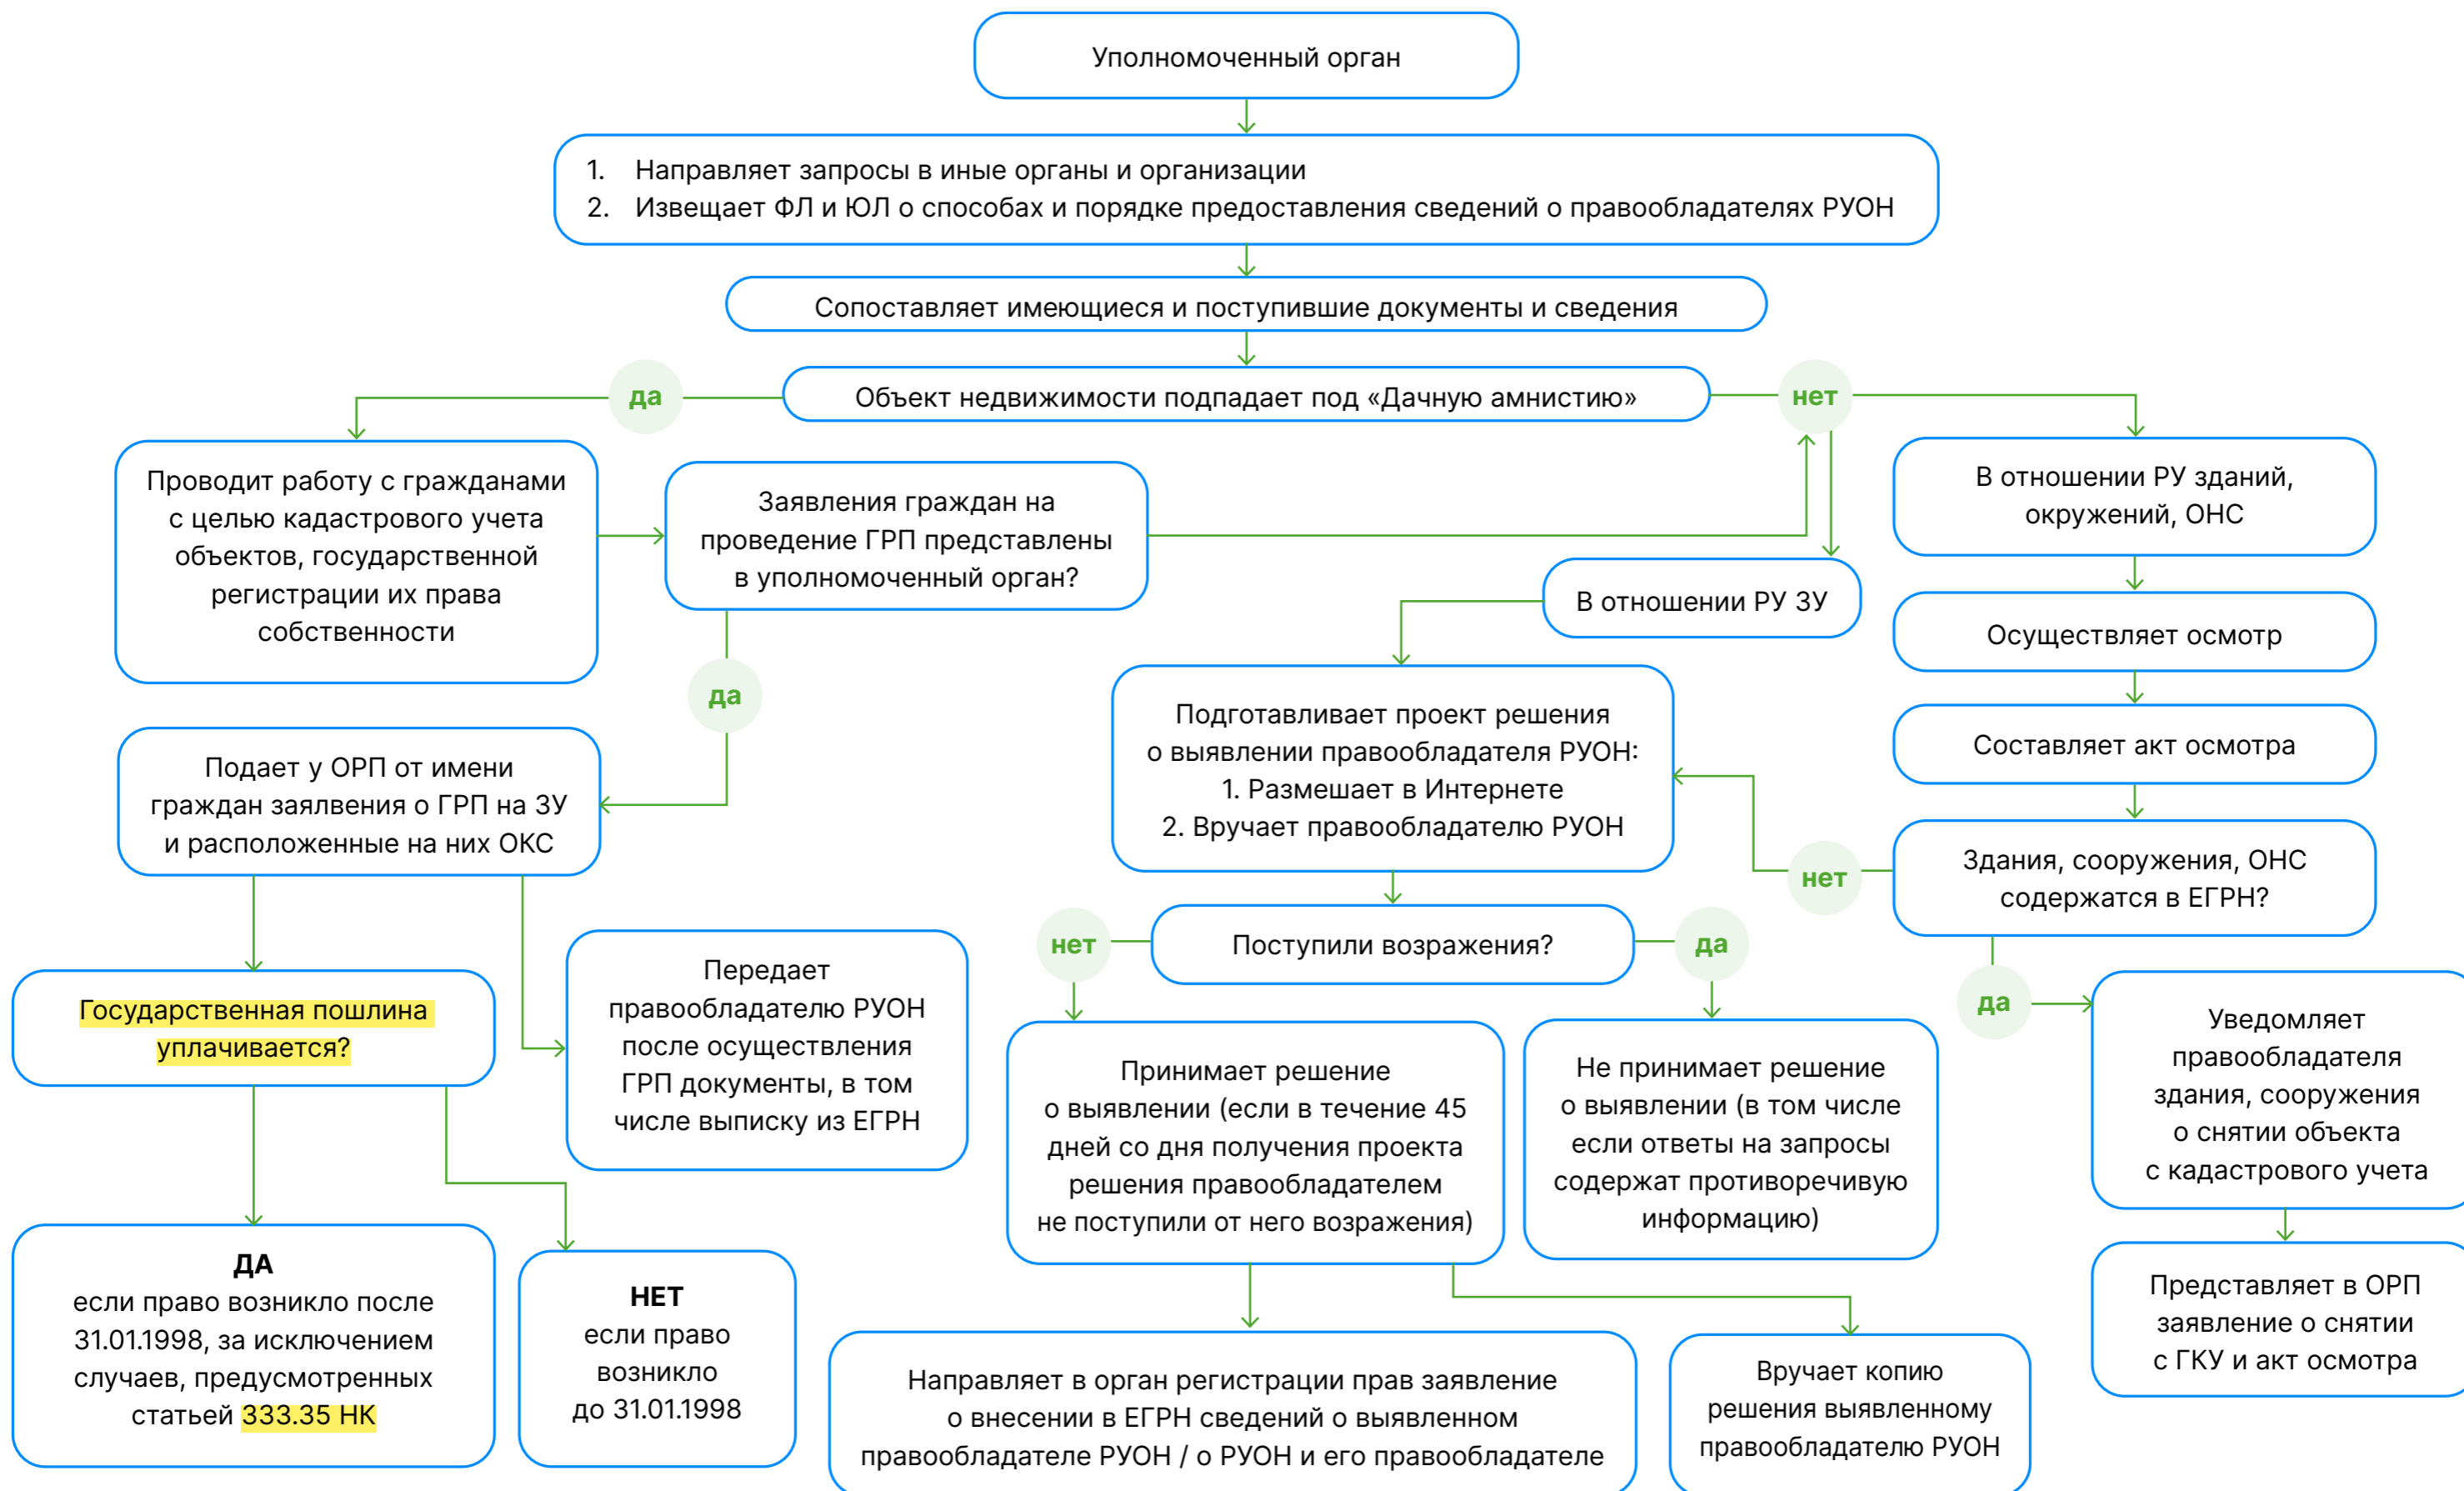 Уполномоченный орган
1. Направляет запросы в иные органы и организации
2. Извещает ФЛ и ЮЛ о способах и порядке предоставления сведений о правообладателях РУОН
Сопоставляет имеющиеся и поступившие документы и сведения
Объект недвижимости подпадает под «Дачную амнистию»
да
нет
Проводит работу с гражданами
с целью кадастрового учета
объектов, государственной
регистрации их права
собственности
Заявления граждан на
проведение ГРП представлены
в уполномоченный орган?
В отношении РУ зданий,
окружений, ОНС
В отношении РУ ЗУ
Осуществляет осмотр
да
Подготавливает проект решения
о выявлении правообладателя РУОН:
1. Размешает в Интернете
2. Вручает правообладателю РУОН
Составляет акт осмотра
Подает у ОРП от имени
граждан заялвения о ГРП на ЗУ
и расположенные на них ОКС
Здания, сооружения, ОНС
содержатся в ЕГРН?
нет
Поступили возражения?
нет
да
да
Государственная пошлина
уплачивается?
Передает
правообладателю РУОН
после осуществления
ГРП документы, в том
числе выписку из ЕГРН
Принимает решение
о выявлении (если в течение 45
дней со дня получения проекта
решения правообладателем
не поступили от него возражения)
Не принимает решение
о выявлении (в том числе
если ответы на запросы
содержат противоречивую
информацию)
Уведомляет
правообладателя
здания, сооружения
о снятии объекта
с кадастрового учета
ДА
если право возникло после
31.01.1998, за исключением
случаев, предусмотренных
статьей 333.35 НК
НЕТ
если право
возникло
до 31.01.1998
Направляет в орган регистрации прав заявление
о внесении в ЕГРН сведений о выявленном
правообладателе РУОН / о РУОН и его правообладателе
Вручает копию
решения выявленному
правообладателю РУОН
Представляет в ОРП
заявление о снятии
с ГКУ и акт осмотра